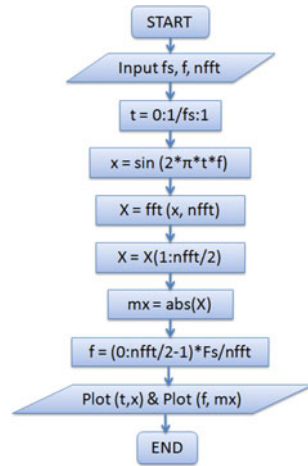 START
Input fs, f, nfft
t = 0:1/fs:1
x = sin (2*π*t*f)
X = fft (x, nfft)
X = X(1:nfft/2)
mx = abs(X)
f = (0:nfft/2-1)*Fs/nfft
Plot (t,x) & Plot (f, mx)
END